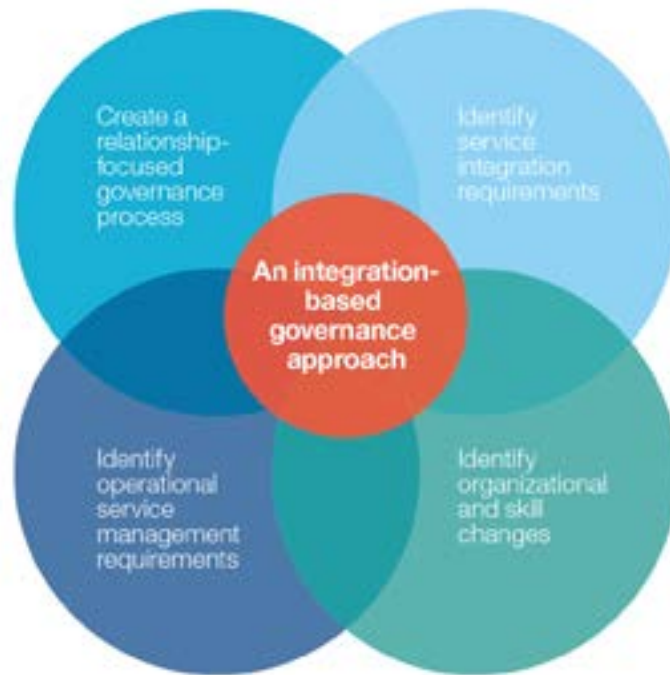 Create a
relationship-
focused
governance
process
Identify
service
integration
requirements
An integration-
based
governance
approach
Identify
operational
service
management
requirements
Identify
organizational
and skill
changes